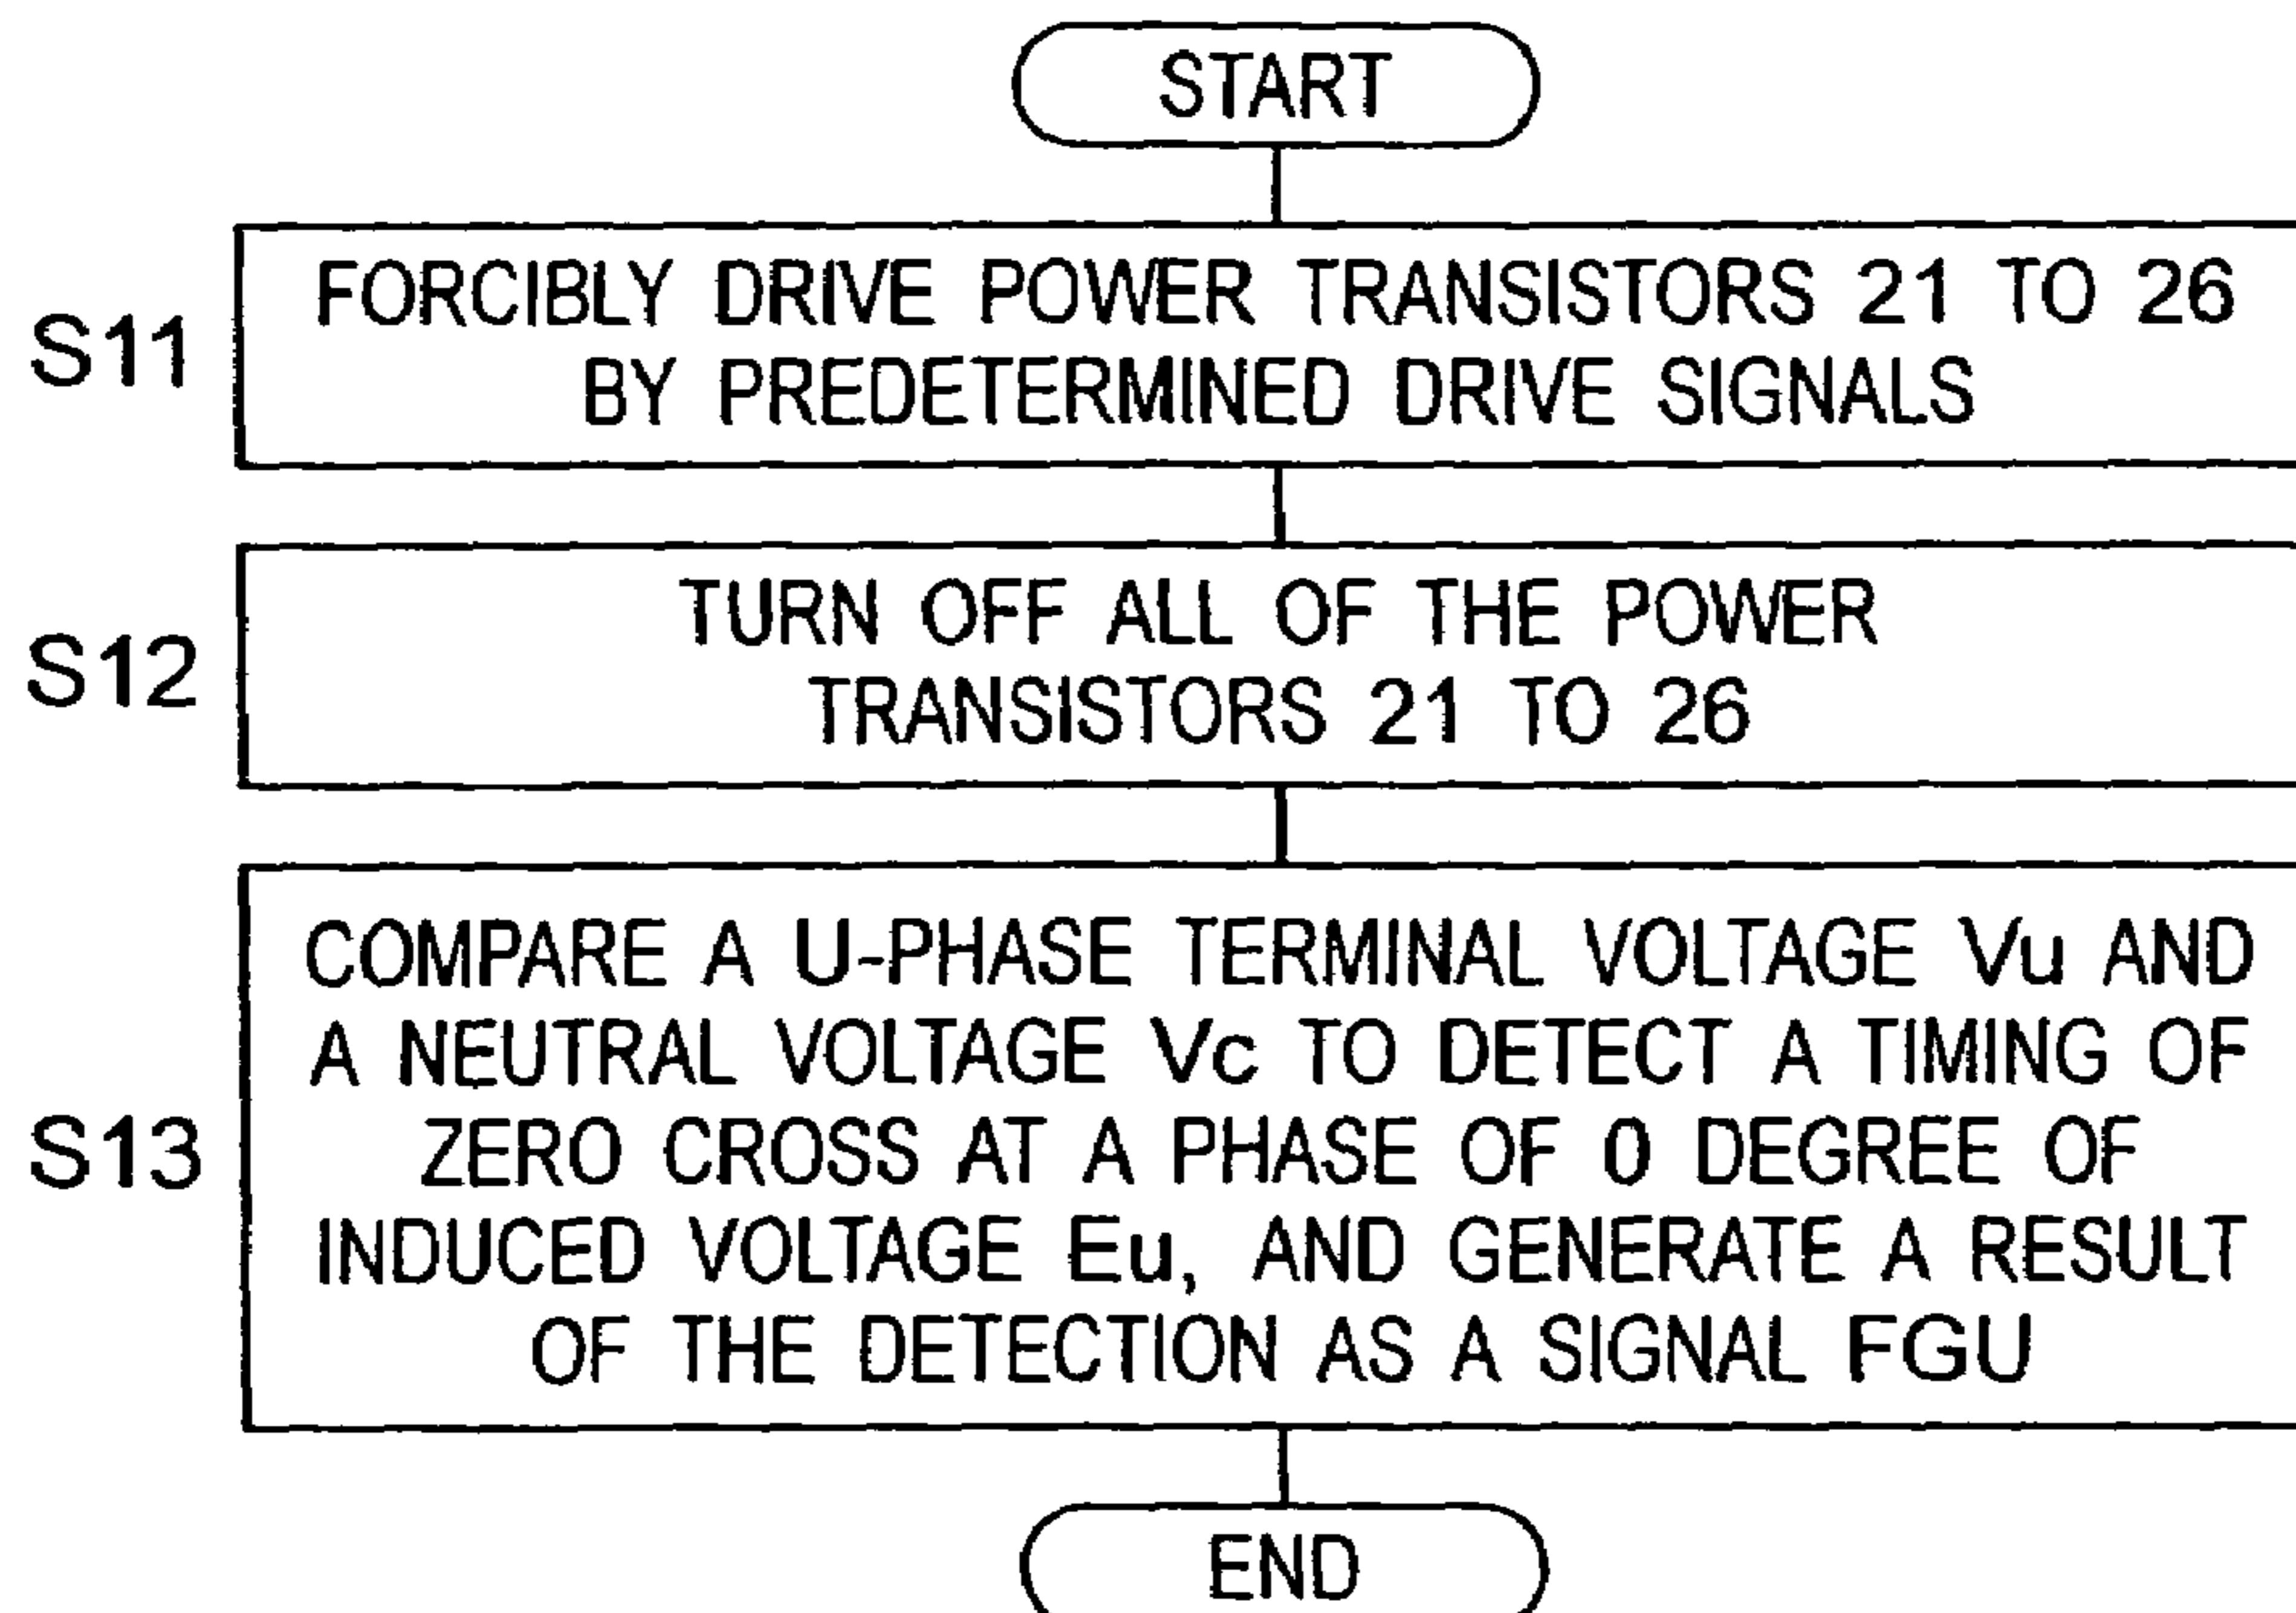 START
S11
FORCIBLY DRIVE POWER TRANSISTORS 21 TO 26
BY PREDETERMINED DRIVE SIGNALS
S12
TURN OFF ALL OF THE POWER
TRANSISTORS 21 TO 26
S13
COMPARE A U-PHASE TERMINAL VOLTAGE Vu AND
A NEUTRAL VOLTAGE Vc TO DETECT A TIMING OF
ZERO CROSS AT A PHASE OF 0 DEGREE OF
INDUCED VOLTAGE Eu, AND GENERATE A RESULT
OF THE DETECTION AS A SIGNAL FGU
END